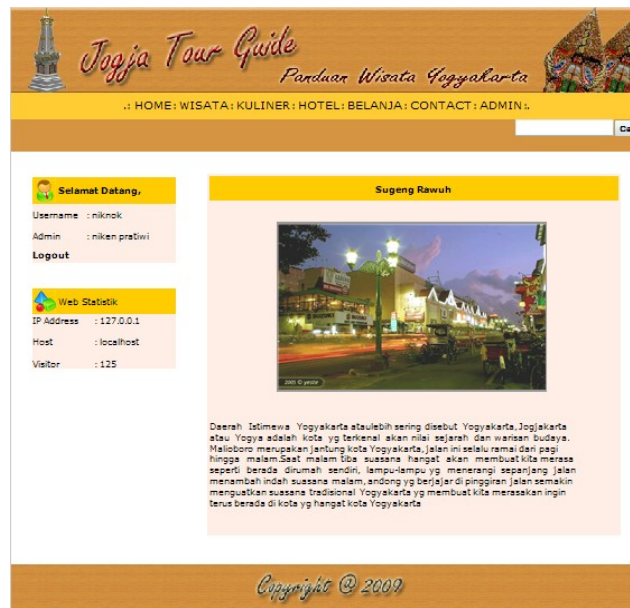 Jogja Tour Guide
Panduan Wisata Yogyakarta
.: HOME : WISATA : KULINER : HOTEL : BELANJA : CONTACT : ADMIN :.
Ca
Selamat Datang,
Username : niknok
Admin : niken pratiwi
Logout
Web Statistik
IP Address : 127.0.0.1
Host : localhost
Visitor : 125
Sugeng Rawuh
Daerah Istimewa Yogyakarta ataulebih sering disebut Yogyakarta,Jogjakarta
atau Yogya adalah kota yg terkenal akan nilai sejarah dan warisan budaya.
Malioboro merupakan jantung kota Yogyakarta, jalan ini selalu ramai dari pagi
hingga malam.Saat malam tiba suasana hangat akan membuat kita merasa
seperti berada dirumah sendiri, lampu-lampu yg menerangi sepanjang jalan
menambah indah suasana malam, andong yg berjajar di pinggiran jalan semakin
menguatkan suasana tradisional Yogyakarta yg membuat kita merasakan ingin
terus berada di kota yg hangat kota Yogyakarta
Copyright @ 2009